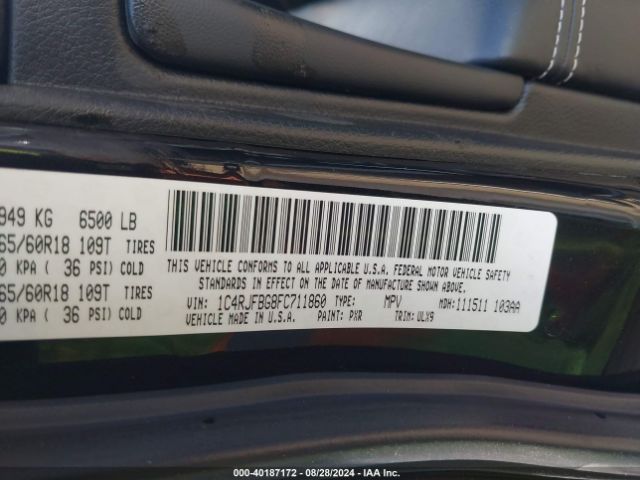 949 KG 6500 LB
65/60R18 109T TIRES
0 KPA ( 36 PSI) COLD
65/60R18 109T TIRES
0 KPA ( 36 PSI) COLD
THIS VEHICLE CONFORMS TO ALL APPLICABLE U.S.A. FEDERAL MOTOR VEHICLE SAFETY
STANDARDS IN EFFECT ON THE DATE OF MANUFACTURE SHOWN ABOVE.
VIN: 1C4RJFBG8FC711860 TYPE: MPV MDH: 111511 103AA
VEHICLE MADE IN U.S.A. PAINT: PXR TRIM: ULX9
000-40187172 - 08/28/2024 - IAA Inc.